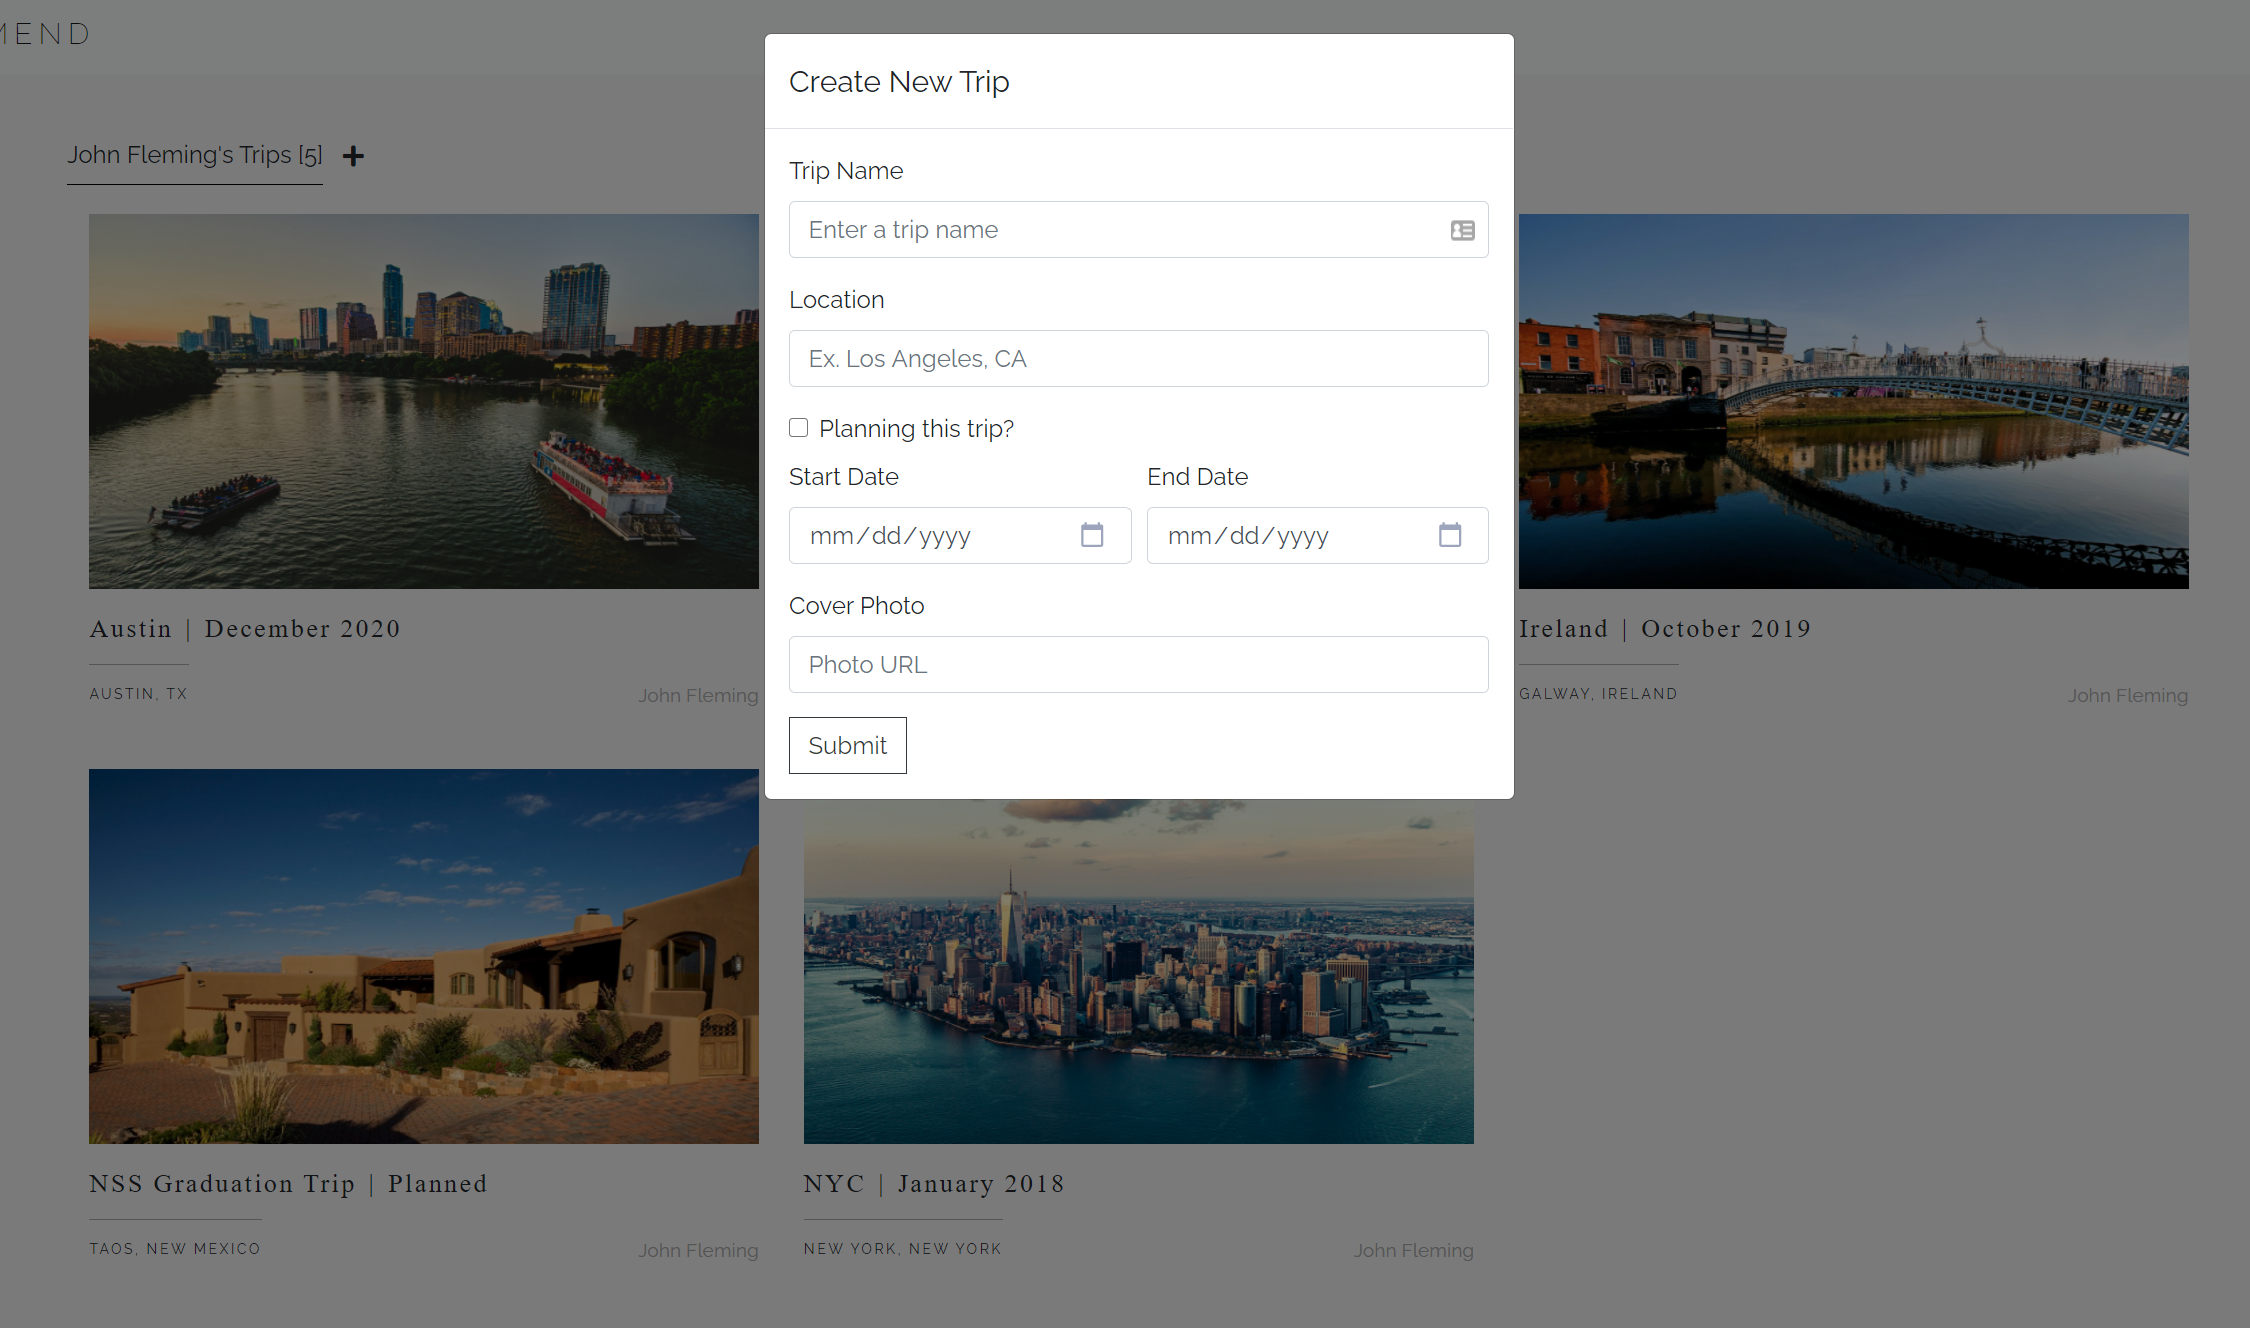 MEND
Create New Trip
John Fleming's Trips [5]
Trip Name
Enter a trip name
Location
Ex. Los Angeles, CA
Planning this trip?
Start Date End Date
mm/dd/yyyy mm/dd/yyyy
Cover Photo
Photo URL
Submit
Austin | December 2020
AUSTIN, TX John Fleming
Ireland | October 2019
GALWAY, IRELAND John Fleming
NSS Graduation Trip | Planned
TAOS, NEW MEXICO John Fleming
NYC | January 2018
NEW YORK, NEW YORK John Fleming